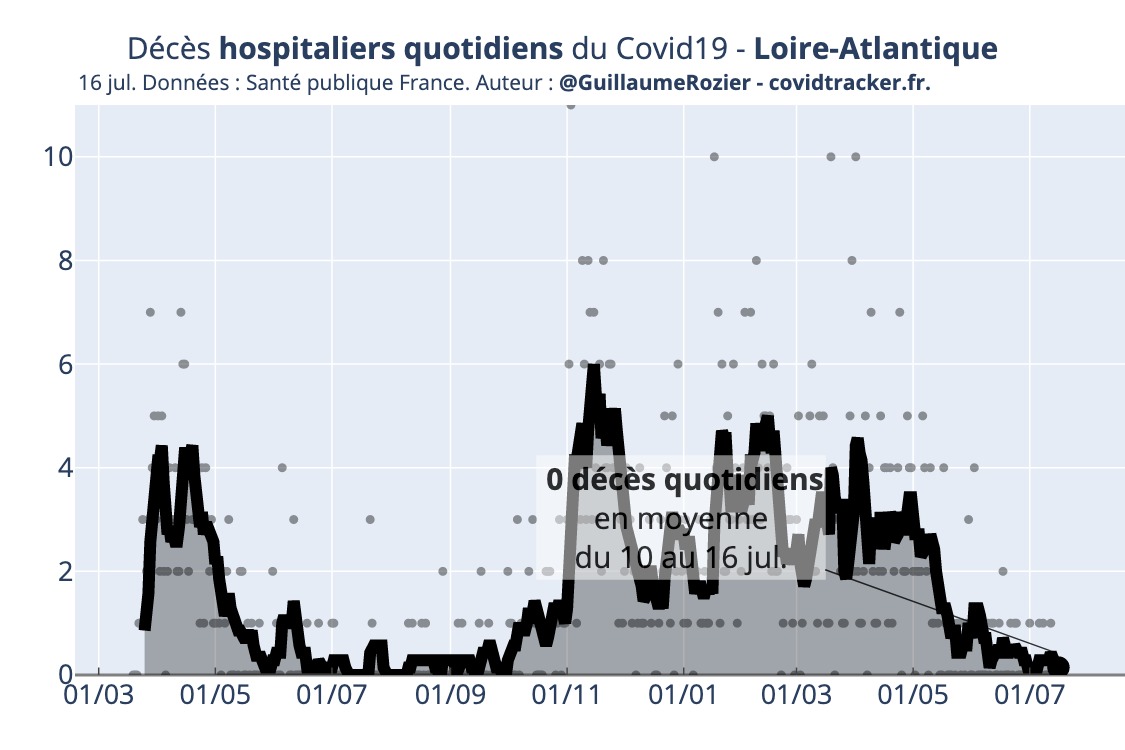 Décès hospitaliers quotidiens du Covid19 - Loire-Atlantique
16 jul. Données : Santé publique France. Auteur : @GuillaumeRozier - covidtracker.fr.
10
8
6
4
2
0
0 décès quotidiens
en moyenne
du 10 au 16 jul.
01/03 01/05 01/07 01/09 01/11 01/01 01/03 01/05 01/07